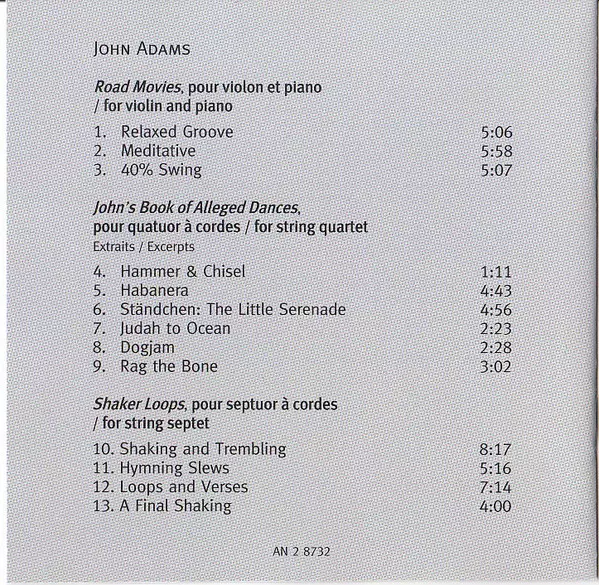 JOHN ADAMS
Road Movies, pour violon et piano
/ for violin and piano
1. Relaxed Groove 5:06
2. Meditative 5:58
3. 40% Swing 5:07
John's Book of Alleged Dances,
pour quatuor à cordes / for string quartet
Extraits / Excerpts
4. Hammer & Chisel 1:11
5. Habanera 4:43
6. Ständchen: The Little Serenade 4:56
7. Judah to Ocean 2:23
8. Dogjam 2:28
9. Rag the Bone 3:02
Shaker Loops, pour septuor à cordes
/ for string septet
10. Shaking and Trembling 8:17
11. Hymning Slews 5:16
12. Loops and Verses 7:14
13. A Final Shaking 4:00
AN 2 8732